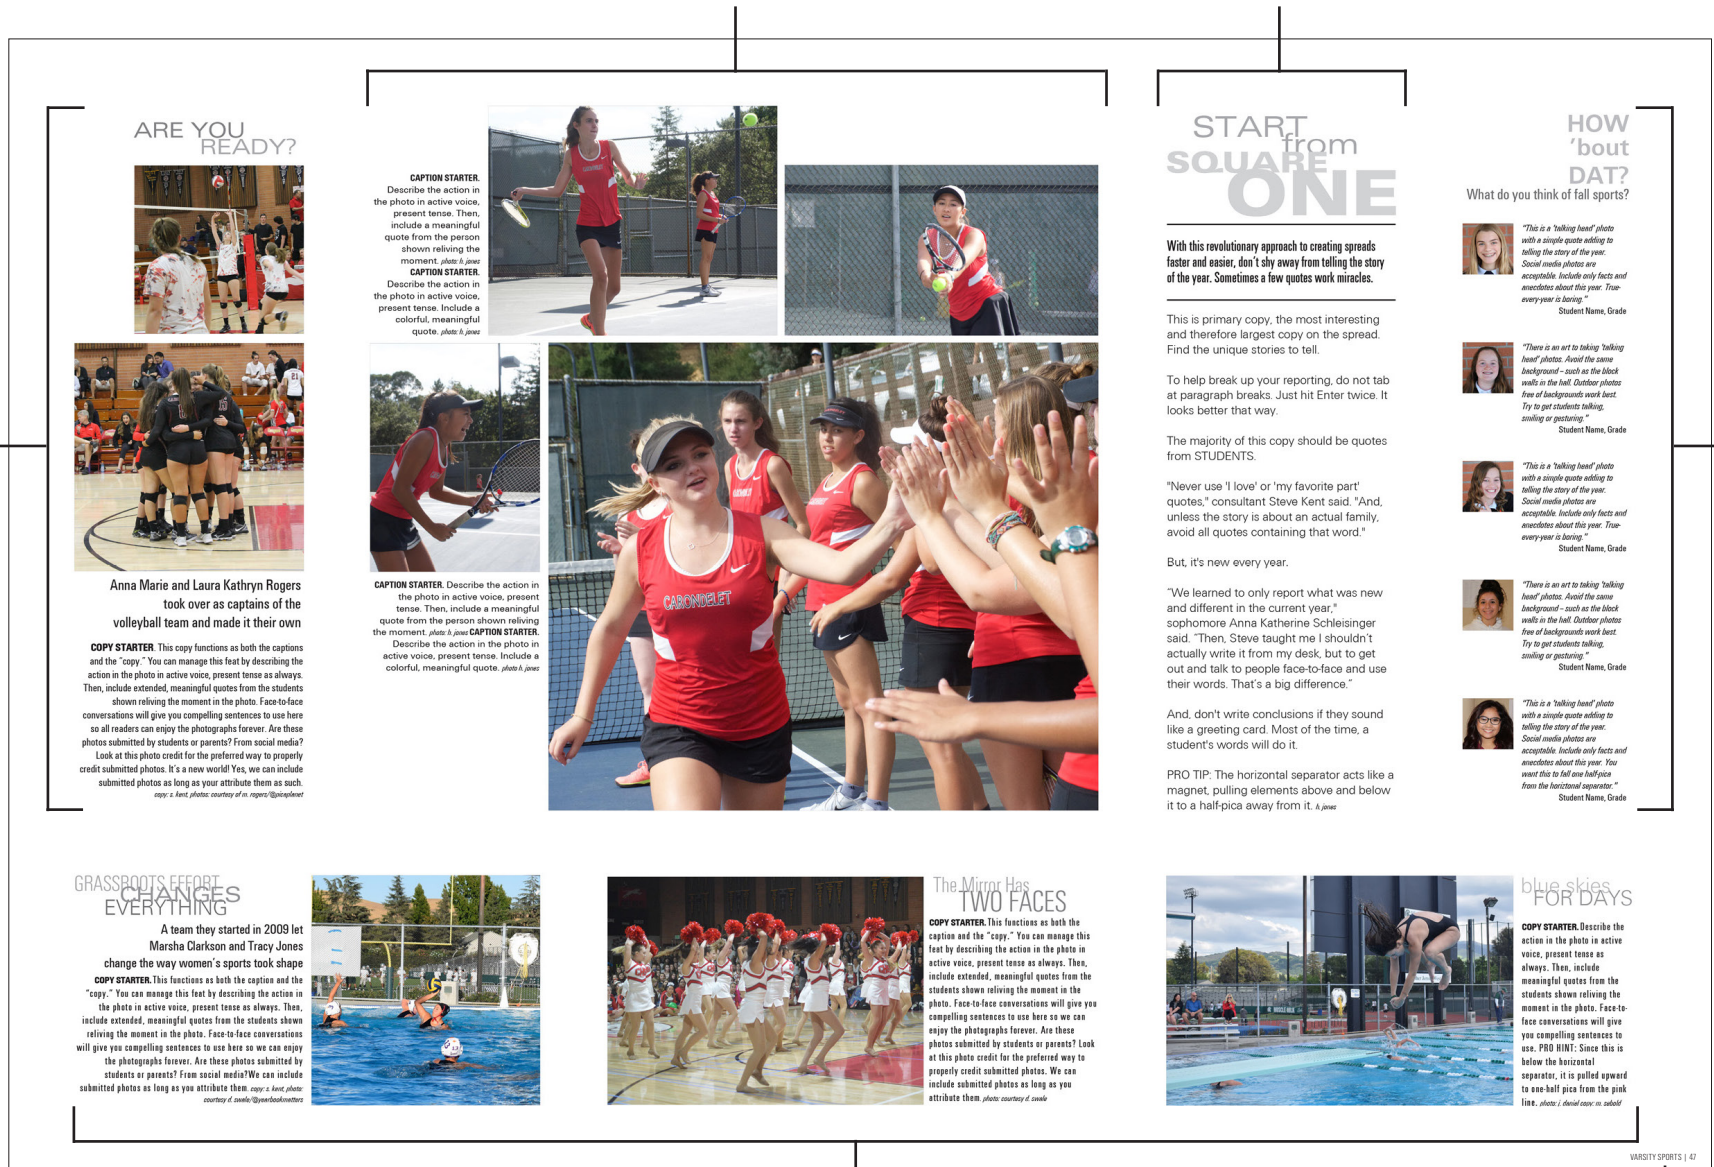 ARE YOU
READY?
Anna Marie and Laura Kathryn Rogers
took over as captains of the
volleyball team and made it their own
COPY STARTER. This copy functions as both the captions
and the “copy.” You can manage this feat by describing the
action in the photo in active voice, present tense as always.
Then, include extended, meaningful quotes from the students
shown reliving the moment in the photo. Face-to-face
conversations will give you compelling sentences to use here
so all readers can enjoy the photographs forever. Are these
photos submitted by students or parents? From social media?
Look at this photo credit for the preferred way to properly
credit submitted photos. It’s a new world! Yes, we can include
submitted photos as long as your attribute them as such.
copy: s. kent, photos: courtesy of m. rogers/@picaplanet
CAPTION STARTER.
Describe the action in
the photo in active voice,
present tense. Then,
include a meaningful
quote from the person
shown reliving the
moment. photo: h. jones
CAPTION STARTER.
Describe the action in
the photo in active voice,
present tense. Include a
colorful, meaningful
quote. photo: h. jones
CAPTION STARTER. Describe the action in
the photo in active voice, present
tense. Then, include a meaningful
quote from the person shown reliving
the moment. photo: h. jones CAPTION STARTER.
Describe the action in the photo in
active voice, present tense. Include a
colorful, meaningful quote. photo h. jones
CARONDELET
START
from
SQUARE
ONE
With this revolutionary approach to creating spreads
faster and easier, don’t shy away from telling the story
of the year. Sometimes a few quotes work miracles.
This is primary copy, the most interesting
and therefore largest copy on the spread.
Find the unique stories to tell.
To help break up your reporting, do not tab
at paragraph breaks. Just hit Enter twice. It
looks better that way.
The majority of this copy should be quotes
from STUDENTS.
"Never use 'I love' or 'my favorite part'
quotes," consultant Steve Kent said. "And,
unless the story is about an actual family,
avoid all quotes containing that word."
But, it's new every year.
“We learned to only report what was new
and different in the current year,"
sophomore Anna Katherine Schleisinger
said. “Then, Steve taught me I shouldn’t
actually write it from my desk, but to get
out and talk to people face-to-face and use
their words. That’s a big difference.”
And, don't write conclusions if they sound
like a greeting card. Most of the time, a
student's words will do it.
PRO TIP: The horizontal separator acts like a
magnet, pulling elements above and below
it to a half-pica away from it. h. jones
HOW
’bout
DAT?
What do you think of fall sports?
“This is a ‘talking head’ photo
with a simple quote adding to
telling the story of the year.
Social media photos are
acceptable. Include only facts and
anecdotes about this year. True-
every-year is boring.”
Student Name, Grade
“There is an art to taking ‘talking
head’ photos. Avoid the same
background – such as the block
walls in the hall. Outdoor photos
free of backgrounds work best.
Try to get students talking,
smiling or gesturing.”
Student Name, Grade
“This is a ‘talking head’ photo
with a simple quote adding to
telling the story of the year.
Social media photos are
acceptable. Include only facts and
anecdotes about this year. True-
every-year is boring.”
Student Name, Grade
“There is an art to taking ‘talking
head’ photos. Avoid the same
background – such as the block
walls in the hall. Outdoor photos
free of backgrounds work best.
Try to get students talking,
smiling or gesturing.”
Student Name, Grade
“This is a ‘talking head’ photo
with a simple quote adding to
telling the story of the year.
Social media photos are
acceptable. Include only facts and
anecdotes about this year. You
want this to fall one half-pica
from the horiztonal separator.”
Student Name, Grade
GRASSROOTS EFFORT
CHANGES
EVERYTHING
A team they started in 2009 let
Marsha Clarkson and Tracy Jones
change the way women’s sports took shape
COPY STARTER. This functions as both the caption and the
“copy.” You can manage this feat by describing the action in
the photo in active voice, present tense as always. Then,
include extended, meaningful quotes from the students shown
reliving the moment in the photo. Face-to-face conversations
will give you compelling sentences to use here so we can enjoy
the photographs forever. Are these photos submitted by
students or parents? From social media?We can include
submitted photos as long as you attribute them. copy: s. kent, photo:
courtesy d. swale/@yearbookmatters
The Mirror Has
TWO FACES
COPY STARTER. This functions as both the
caption and the “copy.” You can manage this
feat by describing the action in the photo in
active voice, present tense as always. Then,
include extended, meaningful quotes from the
students shown reliving the moment in the
photo. Face-to-face conversations will give you
compelling sentences to use here so we can
enjoy the photographs forever. Are these
photos submitted by students or parents? Look
at this photo credit for the preferred way to
properly credit submitted photos. We can
include submitted photos as long as you
attribute them. photo: courtesy d. swale
blue skies
FOR DAYS
COPY STARTER. Describe the
action in the photo in active
voice, present tense as
always. Then, include
meaningful quotes from the
students shown reliving the
moment in the photo. Face-to-
face conversations will give
you compelling sentences to
use. PRO HINT: Since this is
below the horizontal
separator, it is pulled upward
to one-half pica from the pink
line. photo: j. daniel copy: m. sabolif
VARSITY SPORTS | 47